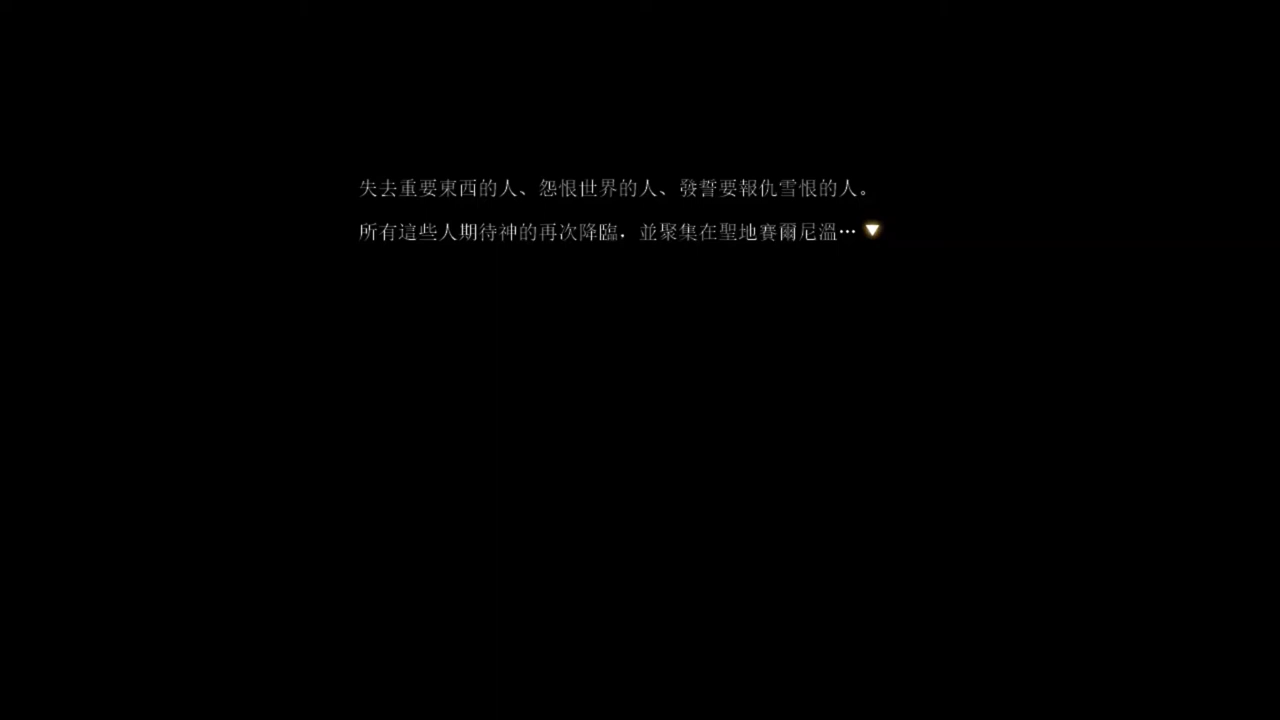 失去重要東西的人、怨恨世界的人、發誓要報仇雪恨的人。
所有這些人期待神的再次降臨．並聚集在聖地賽爾尼溫…